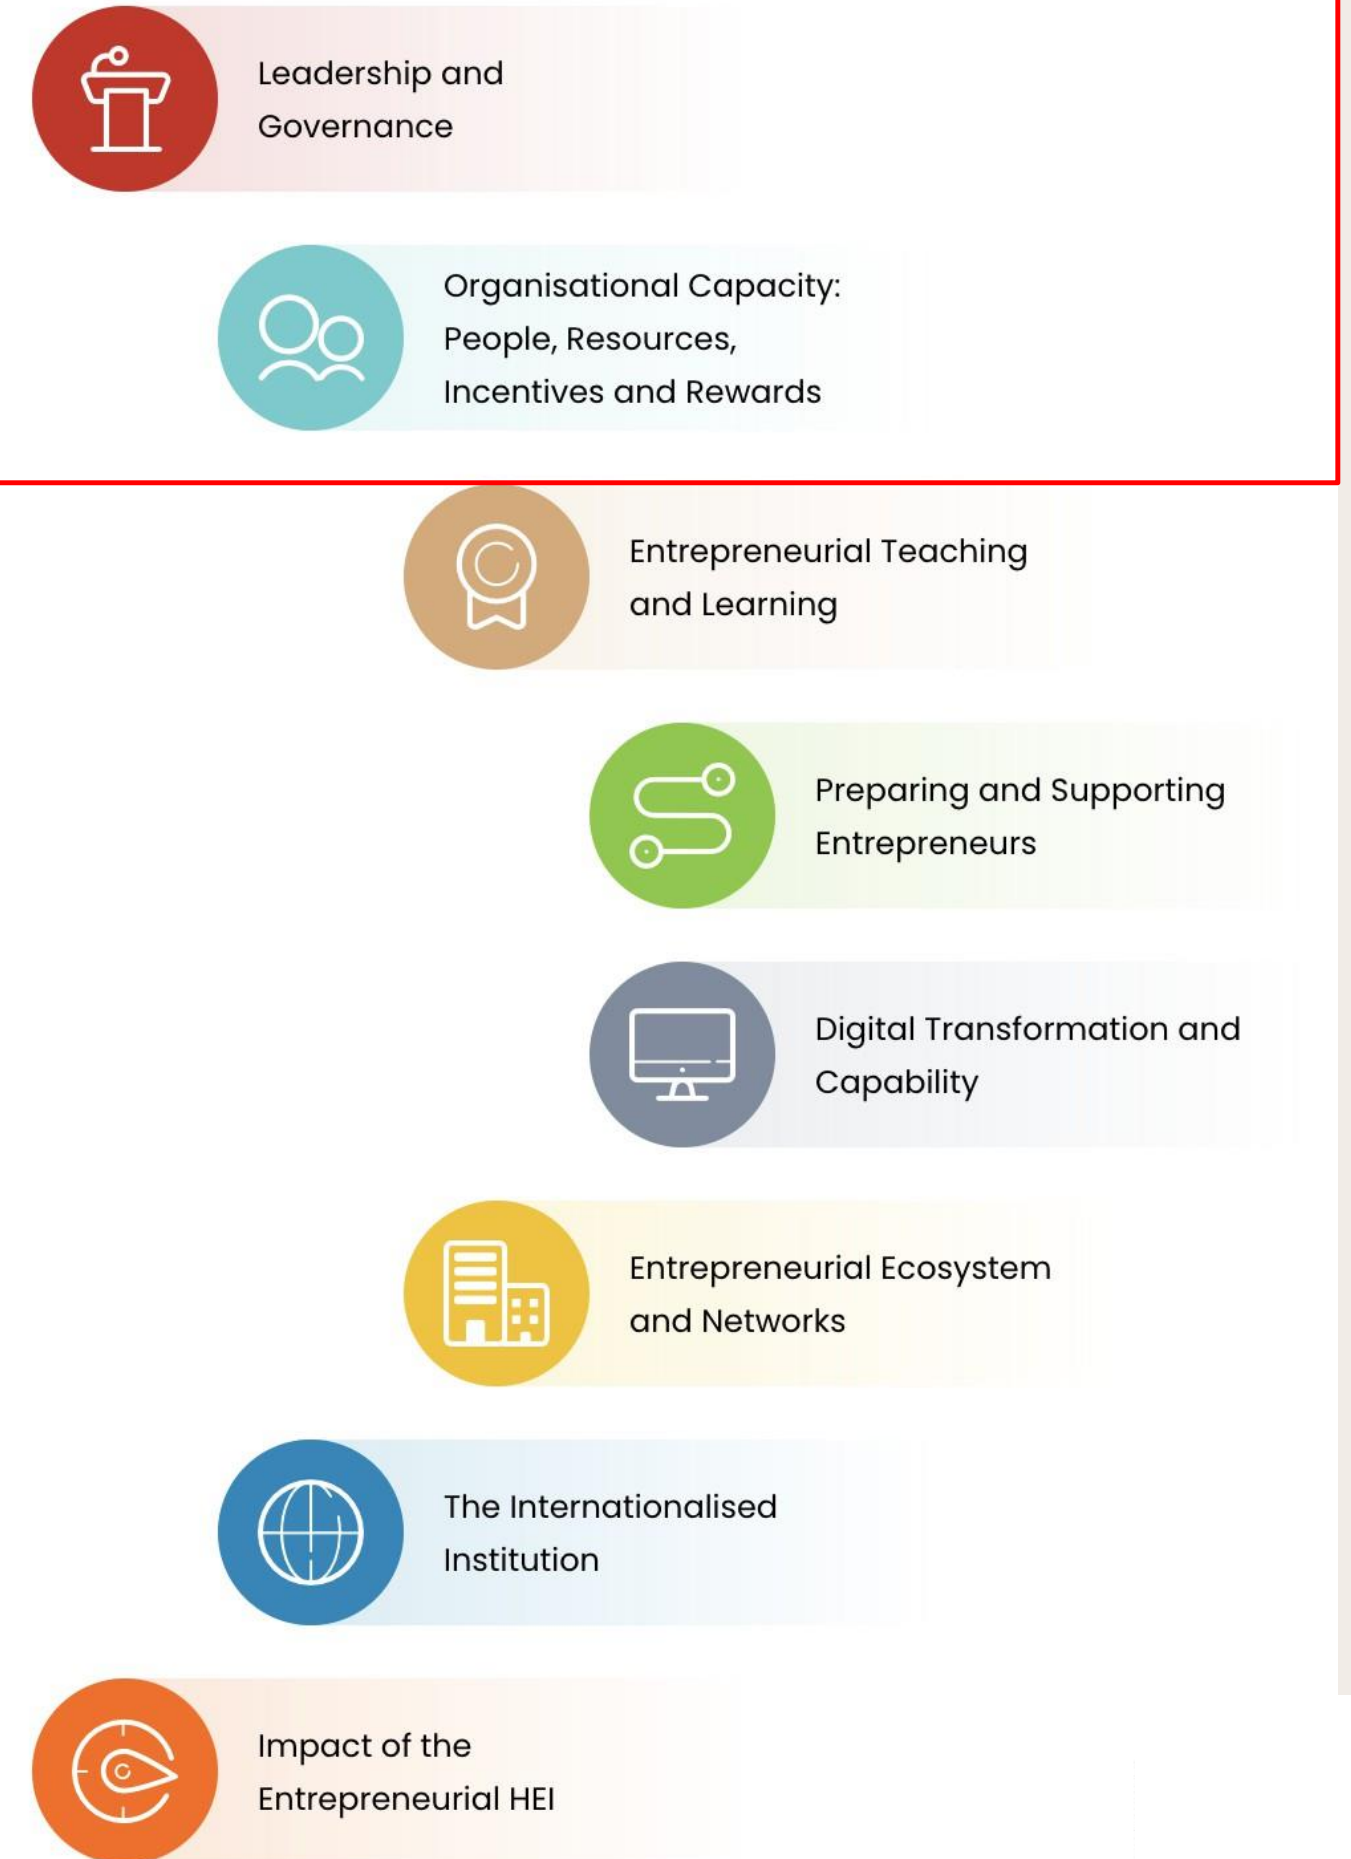 Leadership and
Governance
Organisational Capacity:
People, Resources,
Incentives and Rewards
Entrepreneurial Teaching
and Learning
Preparing and Supporting
Entrepreneurs
Digital Transformation and
Capability
Entrepreneurial Ecosystem
and Networks
The Internationalised
Institution
Impact of the
Entrepreneurial HEI